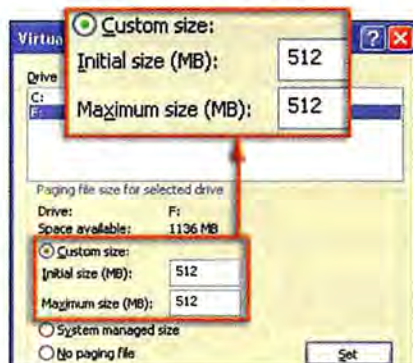 Custom size:
Initial size (MB): 512
Maximum size (MB): 512
Virtua
Drive
C:
F:
Paging file size for selected drive
Drive: F:
Space available: 1136 MB
Custom size:
Initial size (MB): 512
Maximum size (MB): 512
System managed size
No paging file Set